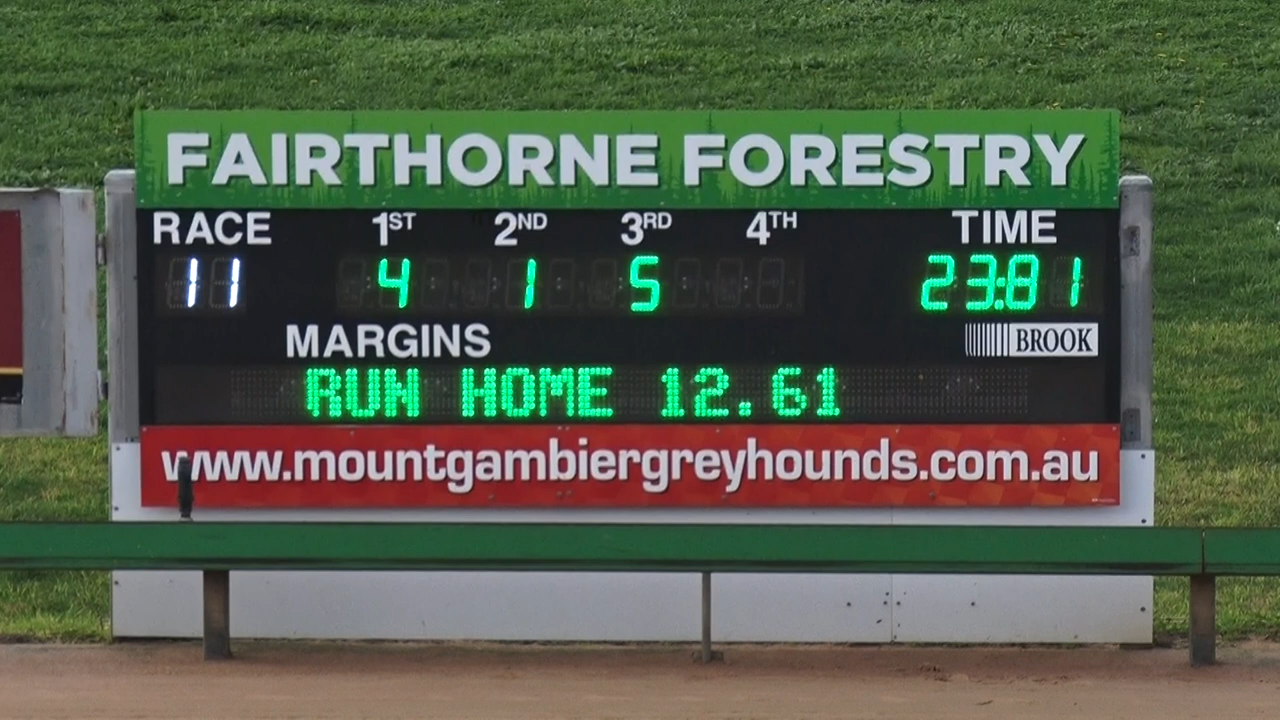 FAIRTHORNE FORESTRY
RACE 1ST 2ND 3RD 4TH TIME
11 4 1 5 23:81
MARGINS BROOK
RUN HOME 12.61
www.mountgambiergreyhounds.com.au